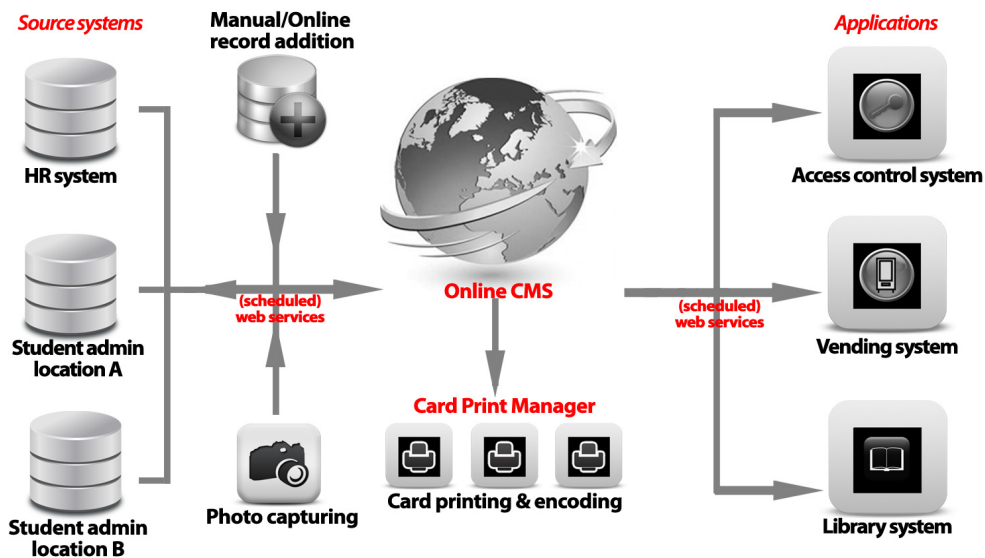 Source systems
Manual/Online
record addition
Applications
HR system
Access control system
Student admin
location A
(scheduled)
web services
Online CMS
(scheduled)
web services
Vending system
Card Print Manager
Student admin
location B
Photo capturing
Card printing & encoding
Library system